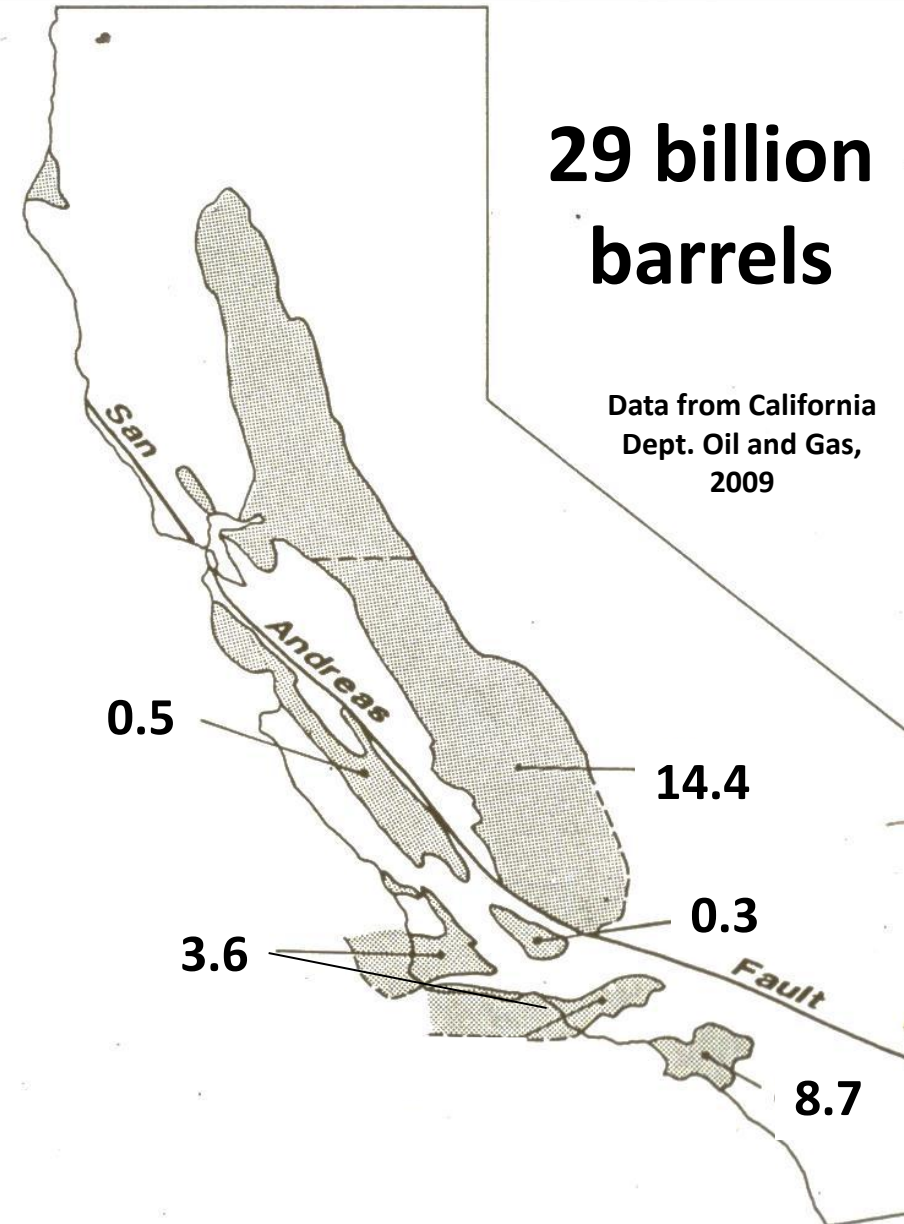 29 billion
barrels
Data from California
Dept. Oil and Gas,
2009
San
Andreas
0.5
14.4
0.3
3.6
Fault
8.7